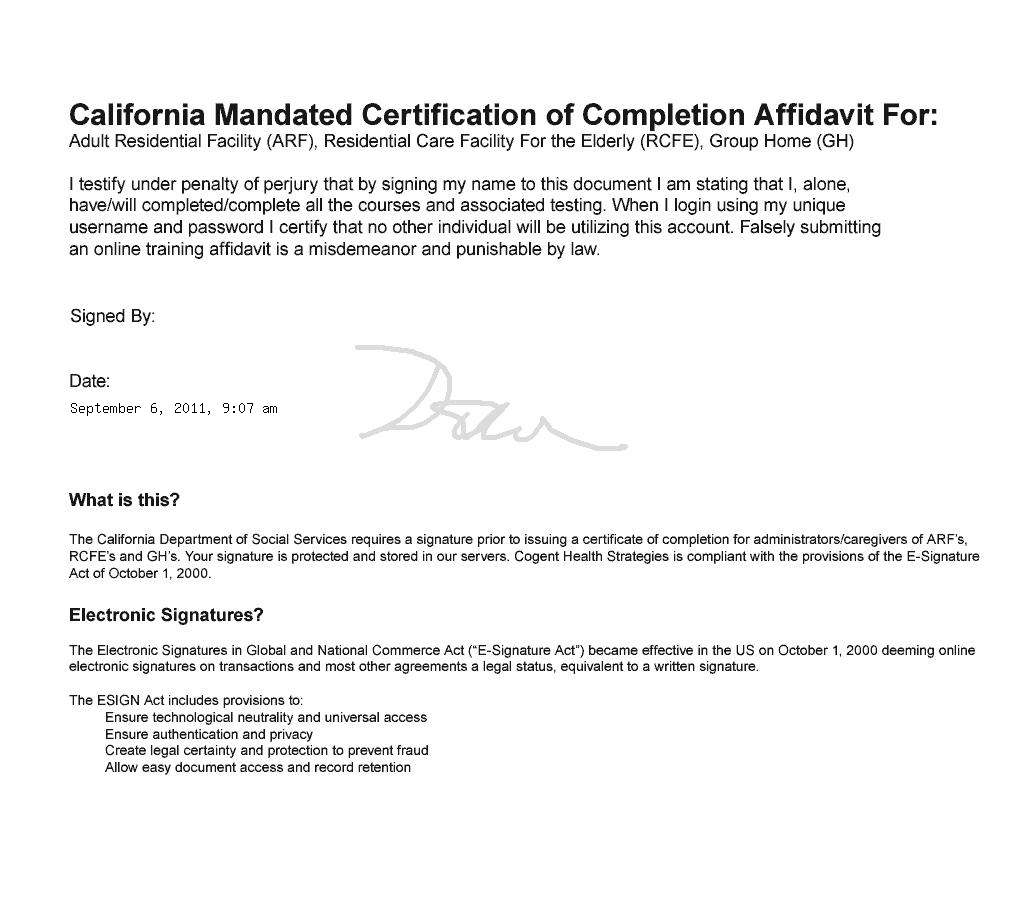 California Mandated Certification of Completion Affidavit For:
Adult Residential Facility (ARF), Residential Care Facility For the Elderly (RCFE), Group Home (GH)
I testify under penalty of perjury that by signing my name to this document I am stating that I, alone,
have/will completed/complete all the courses and associated testing. When I login using my unique
username and password I certify that no other individual will be utilizing this account. Falsely submitting
an online training affidavit is a misdemeanor and punishable by law.
Signed By:
Date:
September 6, 2011, 9:07 am
What is this?
The California Department of Social Services requires a signature prior to issuing a certificate of completion for administrators/caregivers of ARF's,
RCFE's and GH's. Your signature is protected and stored in our servers. Cogent Health Strategies is compliant with the provisions of the E-Signature
Act of October 1, 2000.
Electronic Signatures?
The Electronic Signatures in Global and National Commerce Act (“E-Signature Act”) became effective in the US on October 1, 2000 deeming online
electronic signatures on transactions and most other agreements a legal status, equivalent to a written signature.
The ESIGN Act includes provisions to:
Ensure technological neutrality and universal access
Ensure authentication and privacy
Create legal certainty and protection to prevent fraud
Allow easy document access and record retention